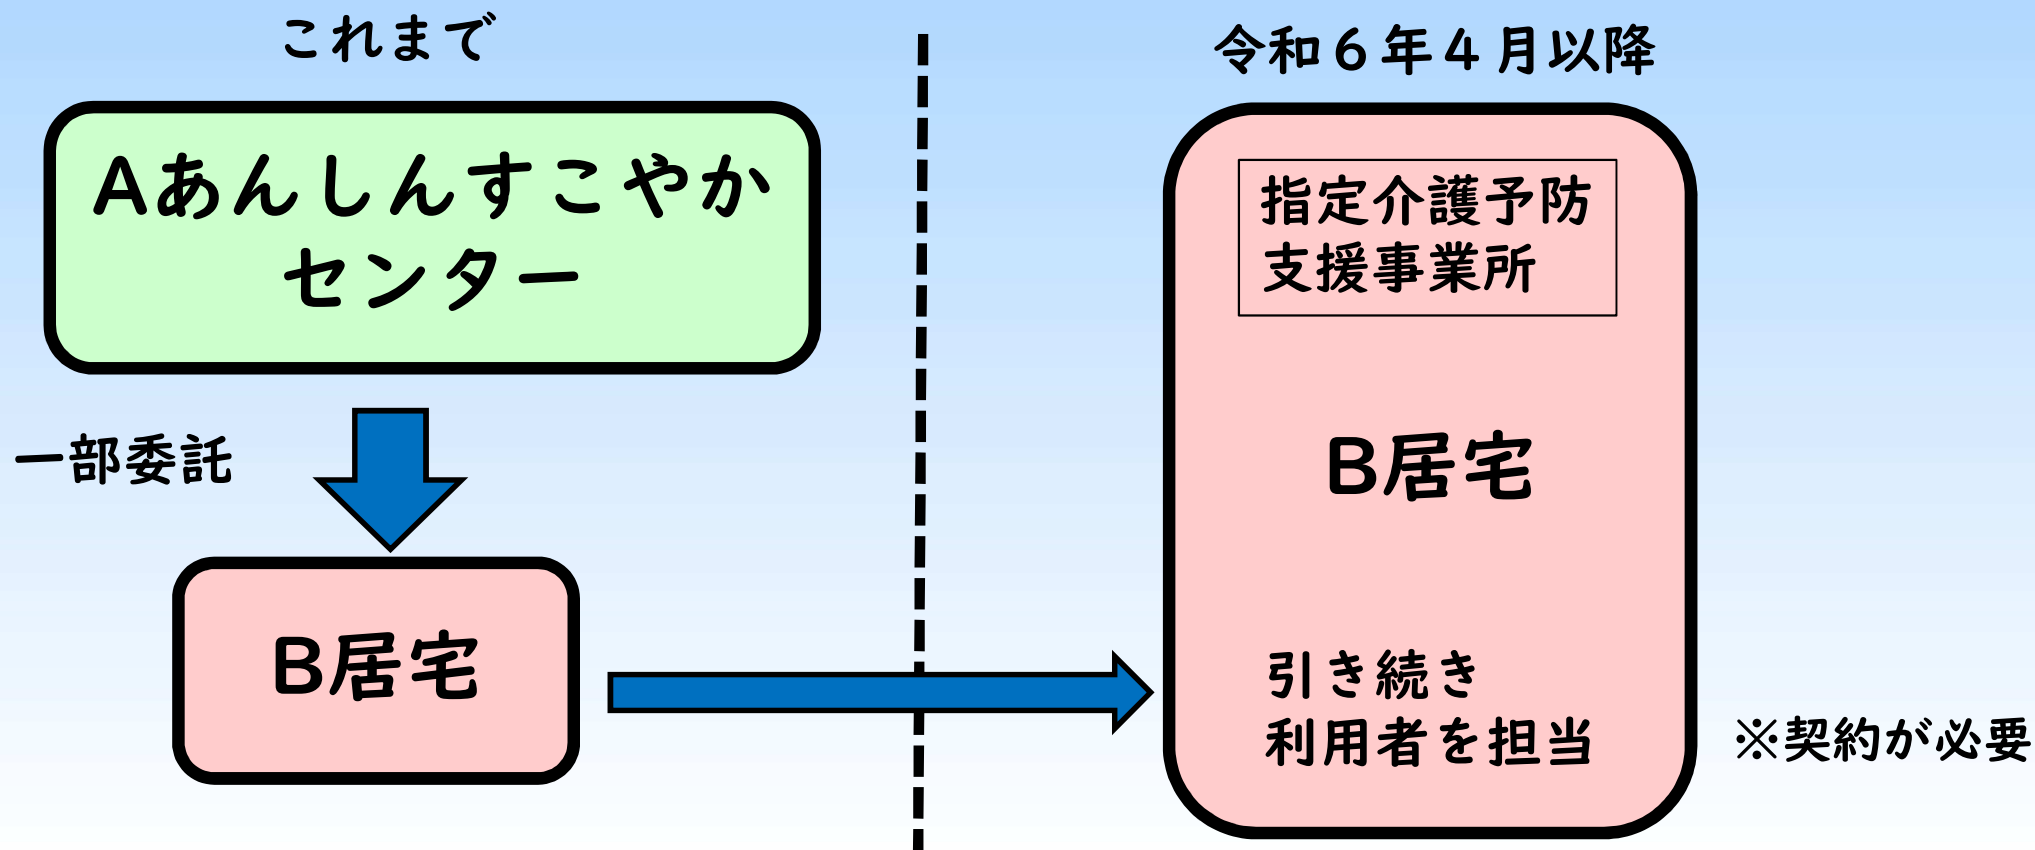 これまで
Aあんしんすこやか
センター
一部委託
B居宅
令和６年４月以降
指定介護予防
支援事業所
B居宅
引き続き
利用者を担当
※契約が必要